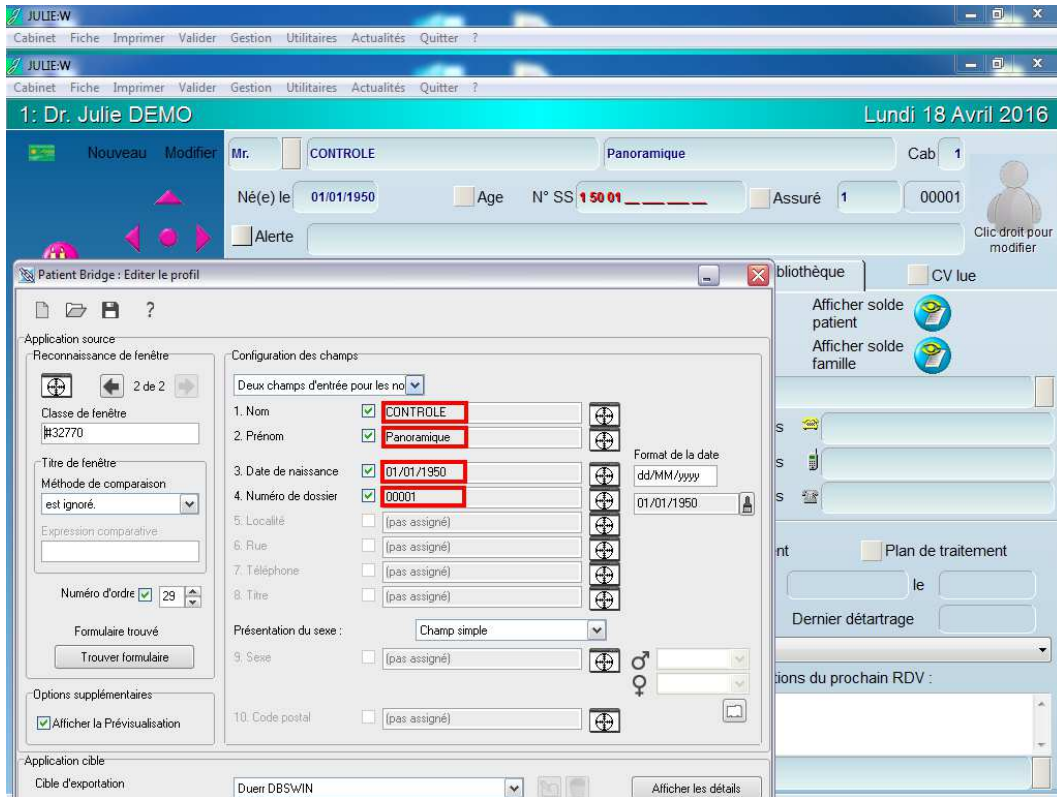 JULIE:W
Cabinet Fiche Imprimer Valider Gestion Utilitaires Actualités Quitter ?
JULIE:W
Cabinet Fiche Imprimer Valider Gestion Utilitaires Actualités Quitter ?
1: Dr. Julie DEMO Lundi 18 Avril 2016
Nouveau Modifier Mr. CONTROLE Panoramique Cab 1
Né(e) le 01/01/1950 Age N° SS 1 50 01 __ ___ ___ __ Assuré 1 00001
Alerte
Clic droit pour
modifier
Patient Bridge : Editer le profil
bliothèque CV lue
?
Afficher solde
patient
Afficher solde
famille
Application source
Reconnaissance de fenêtre
2 de 2
Classe de fenêtre
#32770
Titre de fenêtre
Méthode de comparaison
est ignoré.
Expression comparative
Numéro d'ordre 29
Formulaire trouvé
Trouver formulaire
Options supplémentaires
Afficher la Prévisualisation
Configuration des champs
Deux champs d'entrée pour les no
1. Nom CONTROLE
2. Prénom Panoramique
3. Date de naissance 01/01/1950
4. Numéro de dossier 00001
5. Localité (pas assigné)
6. Rue (pas assigné)
7. Téléphone (pas assigné)
8. Titre (pas assigné)
Format de la date
dd/MM/yyyy
01/01/1950
Présentation du sexe : Champ simple
9. Sexe (pas assigné) ♂
♀
10. Code postal (pas assigné)
s
s
s
nt Plan de traitement
le
Dernier détartrage
tions du prochain RDV :
Application cible
Cible d'exportation Duerr DBSWIN Afficher les détails